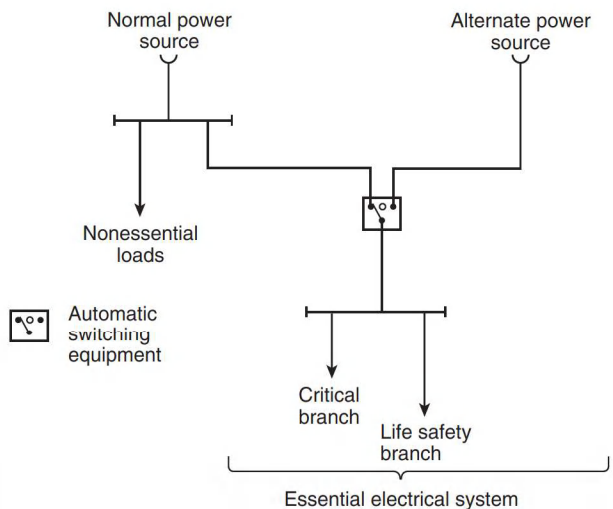 Normal power
source
Alternate power
source
Nonessential
loads
Automatic
switching
equipment
Critical
branch
Life safety
branch
Essential electrical system